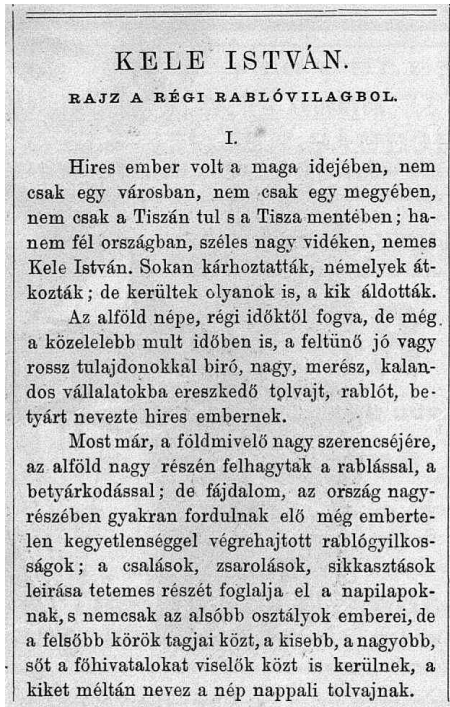 KELE ISTVÁN.
RAJZ A RÉGI RABLÓVILAGBOL.
I.
Hires ember volt a maga idejében, nem
csak egy városban, nem csak egy megyében,
nem csak a Tiszán tul s a Tisza mentében; ha-
nem fél országban, széles nagy vidéken, nemes
Kele István. Sokan kárhoztatták, némelyek át-
kozták; de kerültek olyanok is, a kik áldották.
Az alföld népe, régi időktől fogva, de még
a közelelebb mult időben is, a feltünő jó vagy
rossz tulajdonokkal biró, nagy, merész, kalan-
dos vállalatokba ereszkedő tolvajt, rablót, be-
tyárt nevezte hires embernek.
Most már, a földmivelő nagy szerencséjére,
az alföld nagy részén felhagytak a rablással, a
betyárkodással; de fájdalom, az ország nagy-
részében gyakran fordulnak elő még emberte-
len kegyetlenséggel végrehajtott rablógyilkos-
ságok; a csalások, zsarolások, sikkasztások
leirása tetemes részét foglalja el a napilapok-
nak, s nemcsak az alsóbb osztályok emberei, de
a felsőbb körök tagjai közt, a kisebb, a nagyobb,
sőt a főhivatalokat viselők közt is kerülnek, a
kiket méltán nevez a nép nappali tolvajnak.